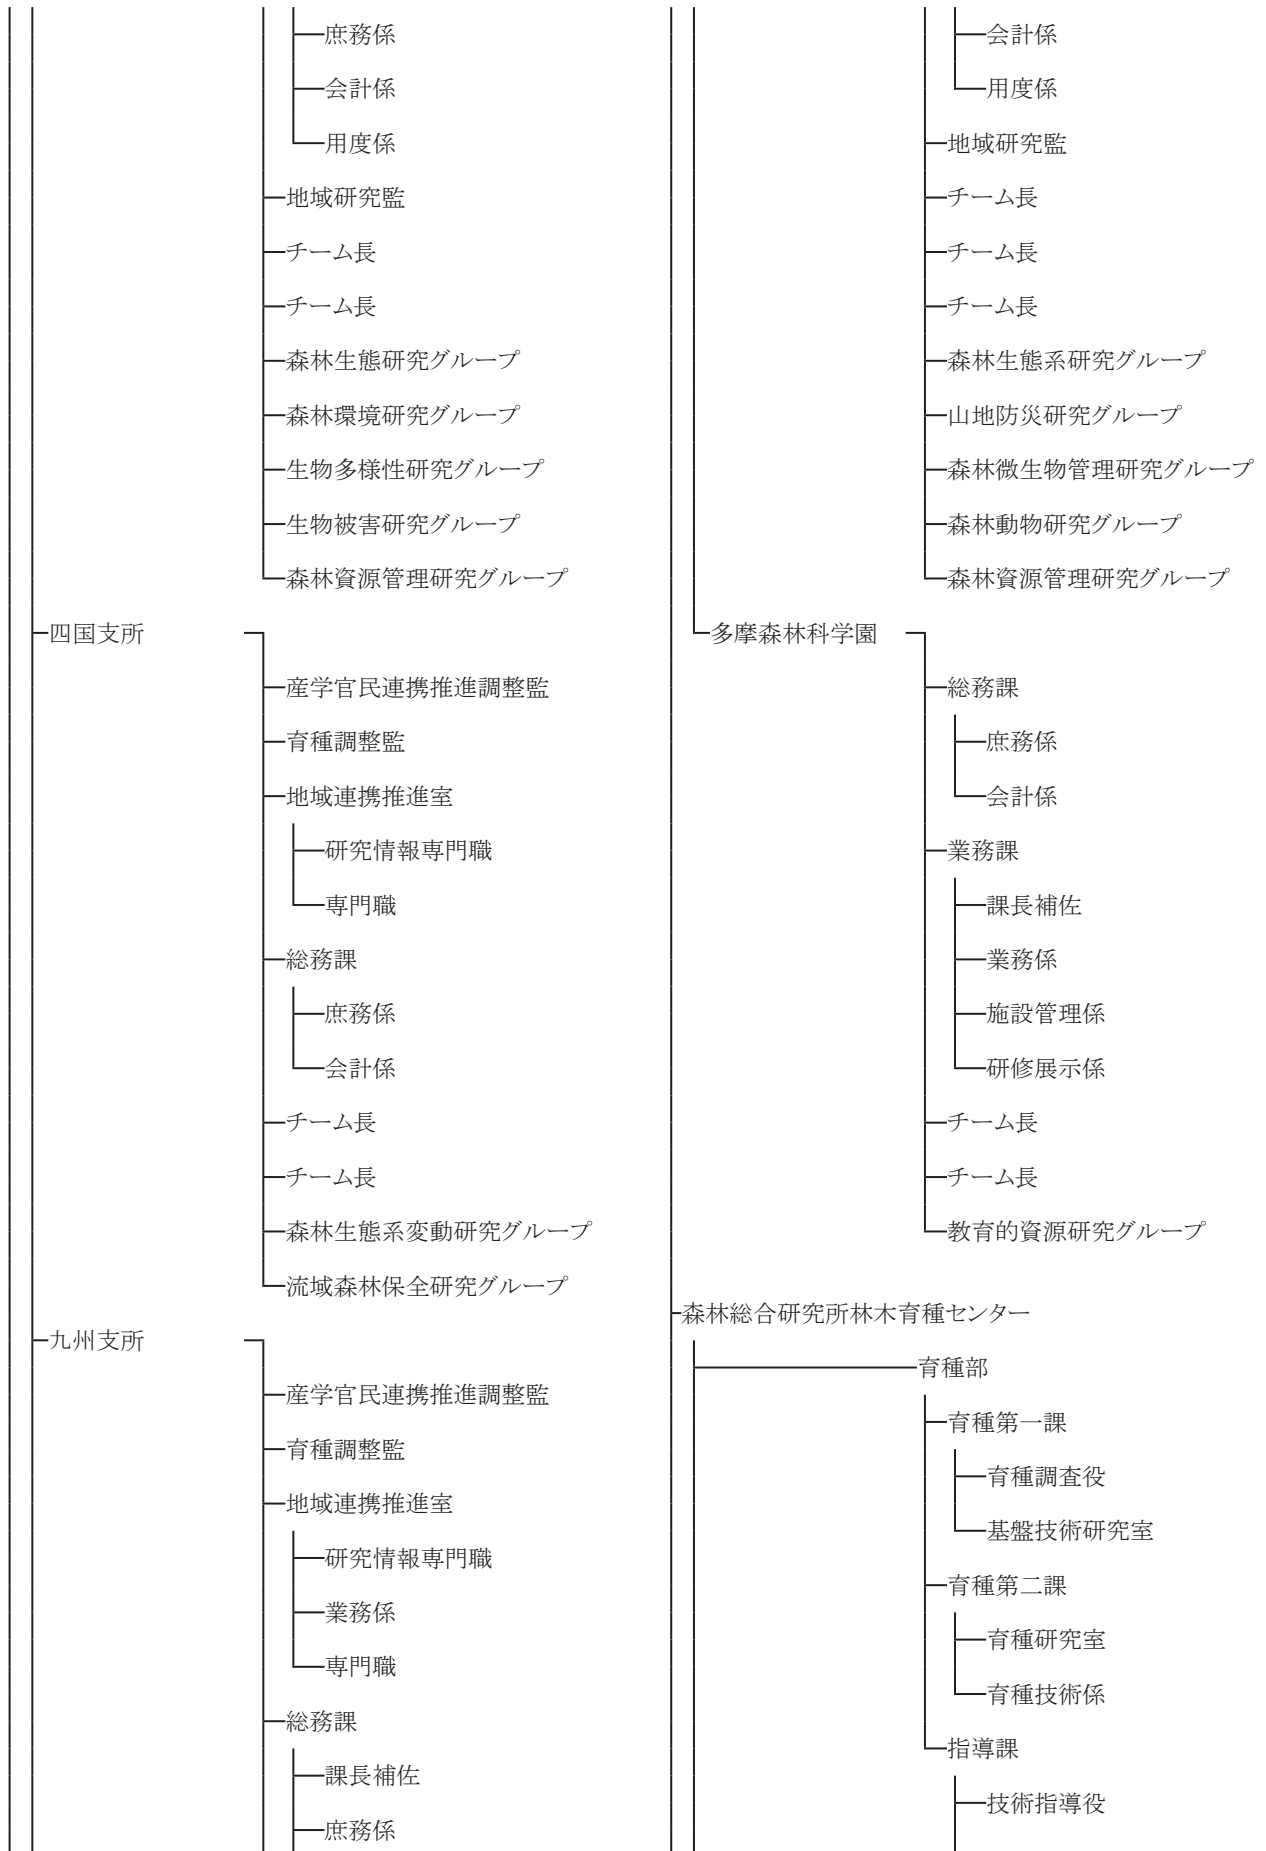 庶務係
会計係
用度係
地域研究監
チーム長
チーム長
森林生態研究グループ
森林環境研究グループ
生物多様性研究グループ
生物被害研究グループ
森林資源管理研究グループ
四国支所
産学官民連携推進調整監
育種調整監
地域連携推進室
研究情報専門職
専門職
総務課
庶務係
会計係
チーム長
チーム長
森林生態系変動研究グループ
流域森林保全研究グループ
九州支所
産学官民連携推進調整監
育種調整監
地域連携推進室
研究情報専門職
業務係
専門職
総務課
課長補佐
庶務係
会計係
用度係
地域研究監
チーム長
チーム長
チーム長
森林生態系研究グループ
山地防災研究グループ
森林微生物管理研究グループ
森林動物研究グループ
森林資源管理研究グループ
多摩森林科学園
総務課
庶務係
会計係
業務課
課長補佐
業務係
施設管理係
研修展示係
チーム長
チーム長
教育的資源研究グループ
森林総合研究所林木育種センター
育種部
育種第一課
育種調査役
基盤技術研究室
育種第二課
育種研究室
育種技術係
指導課
技術指導役